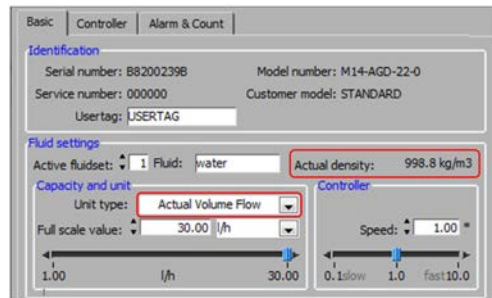 Basic Controller Alarm & Count
Identification
Serial number: B8200239B Model number: M14-AGD-22-0
Service number: 000000 Customer model: STANDARD
Usertag: USERTAG
Fluid settings
Active fluidset: 1 Fluid: water Actual density: 998.8 kg/m3
Capacity and unit Controller
Unit type: Actual Volume Flow
Full scale value: 30.00 l/h Speed: 1.00 =
1.00 l/h 30.00 0.1slow 1.0 fast10.0